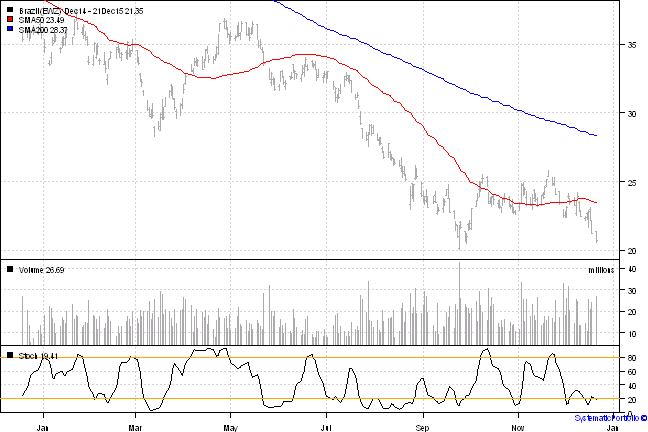 Brazil(EWZ) Dec14 - 21Dec15 21.35
SMA50 23.49
SMA200 28.37
35
30
25
20
Volume 26.69
millions
40
30
20
10
Stoch 19.41
80
60
40
20
0
Jan Mar May Jul Sep Nov Jan
SystematicPortfolio ©